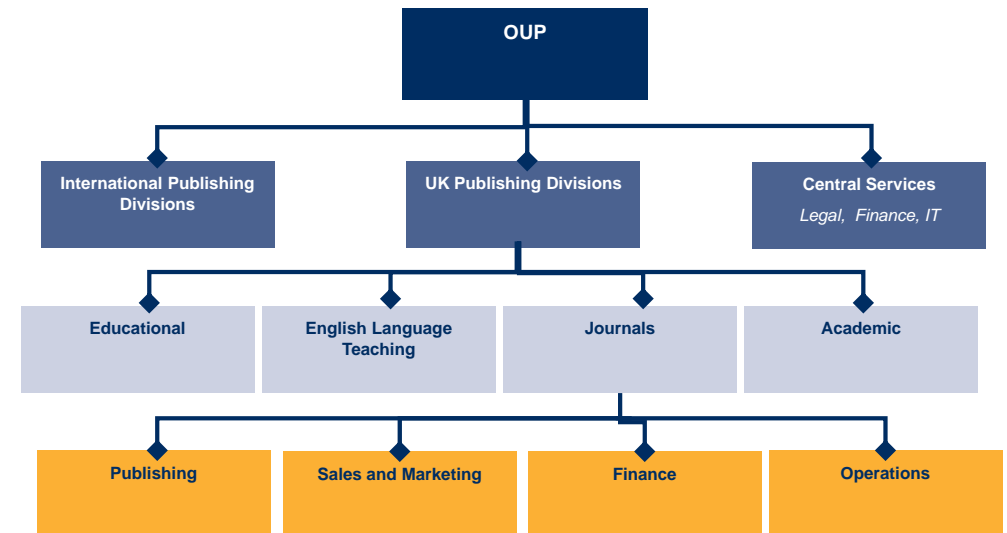 OUP
International Publishing
Divisions
UK Publishing Divisions
Central Services
Legal, Finance, IT
Educational
English Language
Teaching
Journals
Academic
Publishing
Sales and Marketing
Finance
Operations